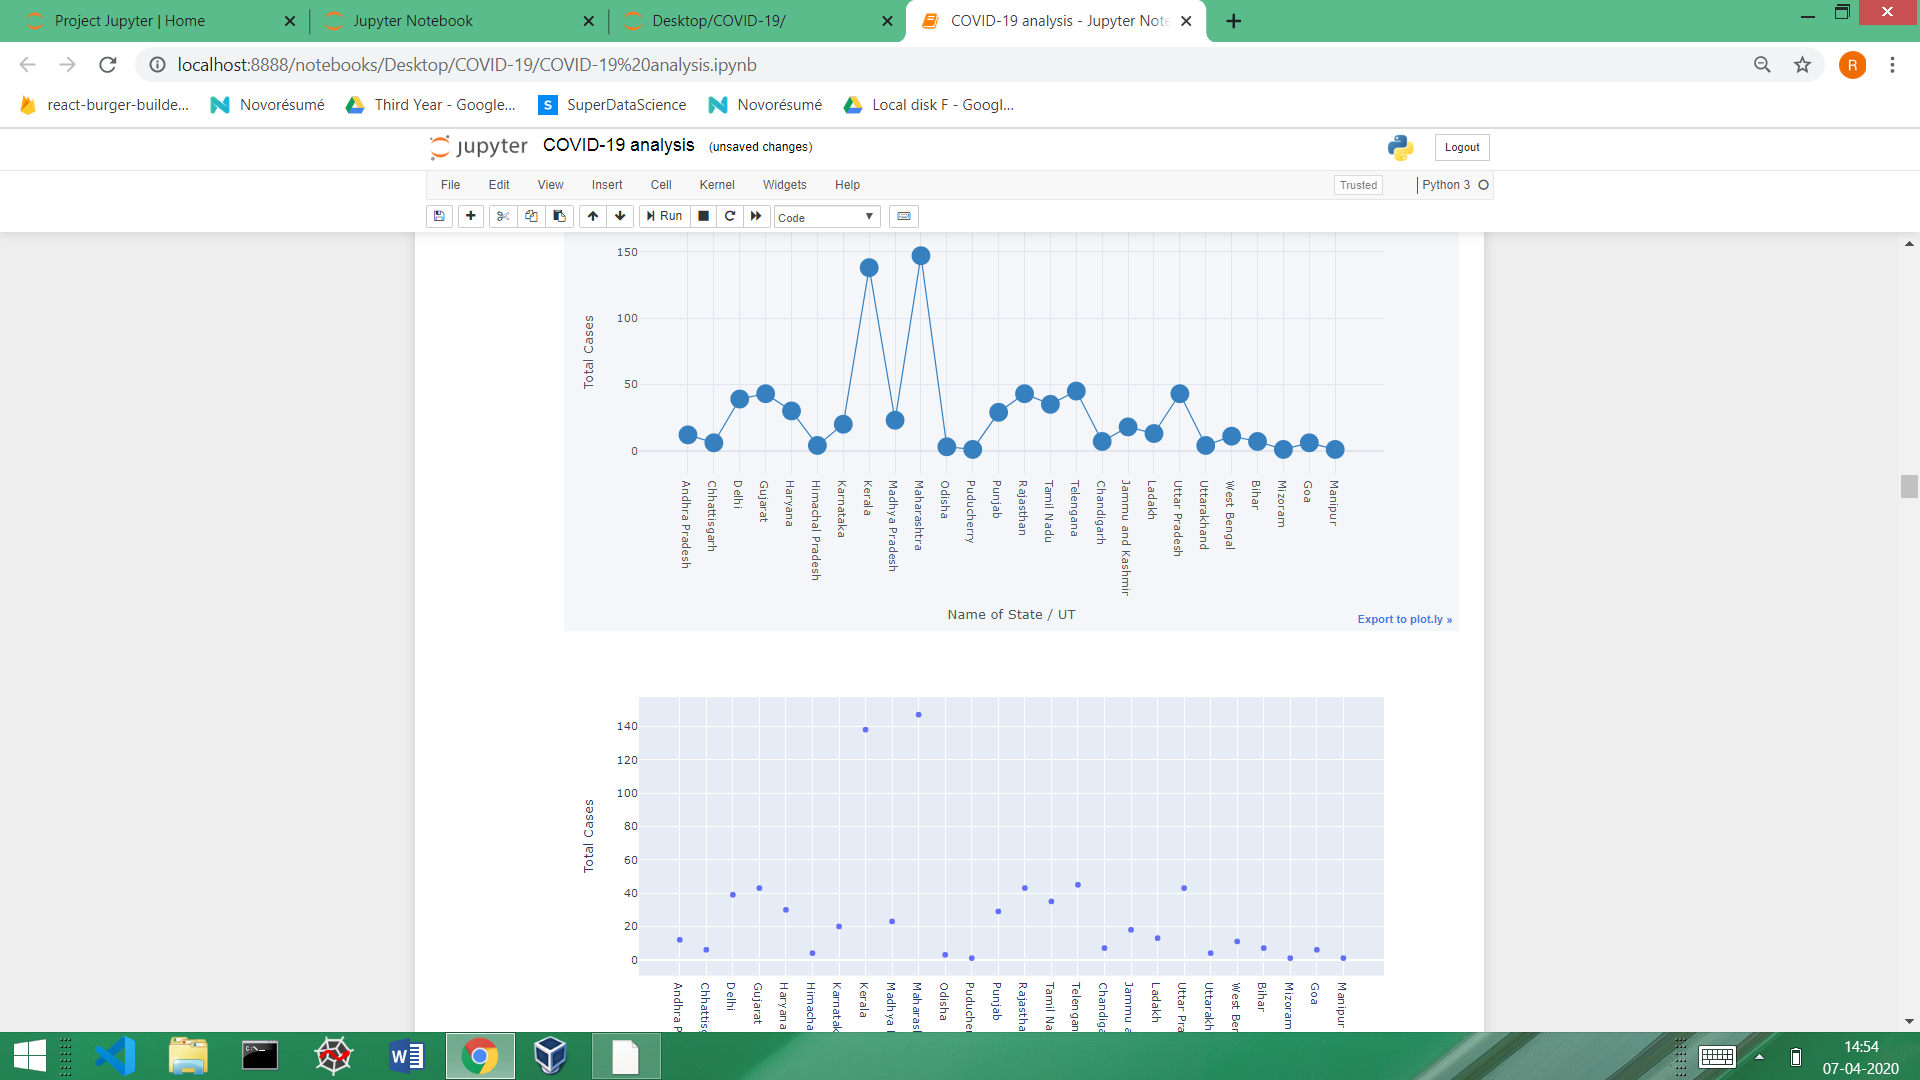 Project Jupyter | Home
Jupyter Notebook
Desktop/COVID-19/
COVID-19 analysis - Jupyter Note
localhost:8888/notebooks/Desktop/COVID-19/COVID-19%20analysis.ipynb
R
react-burger-builde...
Novorésumé
Third Year - Google...
S SuperDataScience
Novorésumé
Local disk F - Googl...
jupyter COVID-19 analysis (unsaved changes)
Logout
File Edit View Insert Cell Kernel Widgets Help
Trusted
Python 3
Run
Code
150
100
50
0
Total Cases
Andhra Pradesh
Chhattisgarh
Delhi
Gujarat
Haryana
Himachal Pradesh
Karnataka
Kerala
Madhya Pradesh
Maharashtra
Odisha
Puducherry
Punjab
Rajasthan
Tamil Nadu
Telengana
Chandigarh
Jammu and Kashmir
Ladakh
Uttar Pradesh
Uttarakhand
West Bengal
Bihar
Mizoram
Goa
Manipur
Name of State / UT
Export to plot.ly »
140
120
100
80
60
40
20
0
Total Cases
Andhra P
Chhattisg
Delhi
Gujarat
Haryana
Himacha
Karnatak
Kerala
Madhya
Maharash
Odisha
Puducher
Punjab
Rajastha
Tamil Na
Telengan
Chandiga
Jammu a
Ladakh
Uttar Pra
Uttarakh
West Ben
Bihar
Mizoram
Goa
Manipur
14:54
07-04-2020